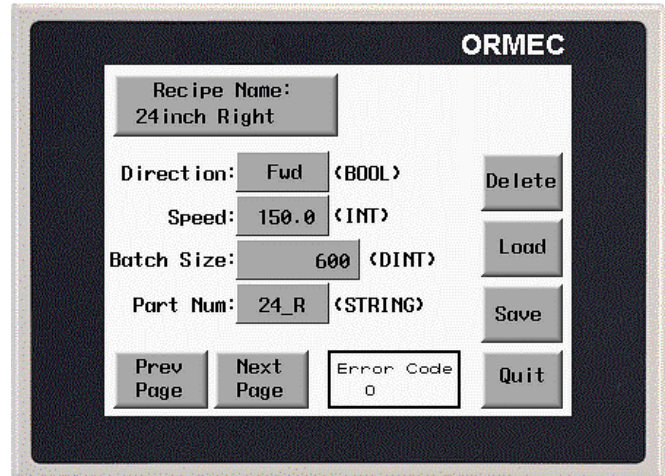 ORMEC
Recipe Name:
24inch Right
Direction: Fwd (BOOL)
Delete
Speed: 150.0 (INT)
Batch Size: 600 (DINT)
Load
Part Num: 24_R (STRING)
Save
Prev Page
Next Page
Error Code
0
Quit